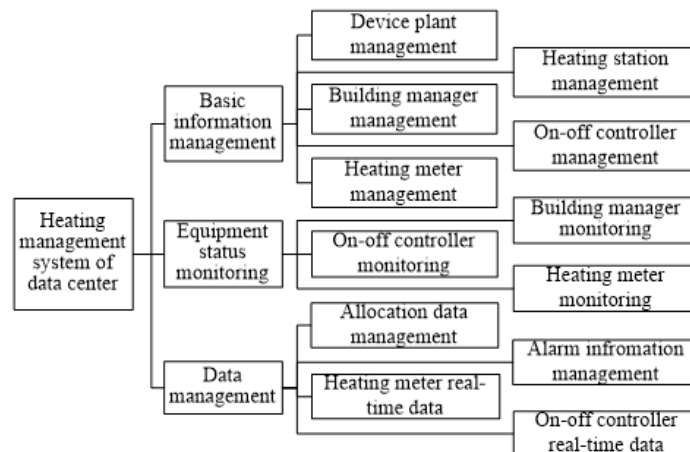 Device plant
management
Heating station
management
Basic
information
management
Building manager
management
On-off controller
management
Heating meter
management
Heating
management
system of
data center
Equipment
status
monitoring
Building manager
monitoring
On-off controller
monitoring
Heating meter
monitoring
Allocation data
management
Alarm infromation
management
Data
management
Heating meter real-
time data
On-off controller
real-time data